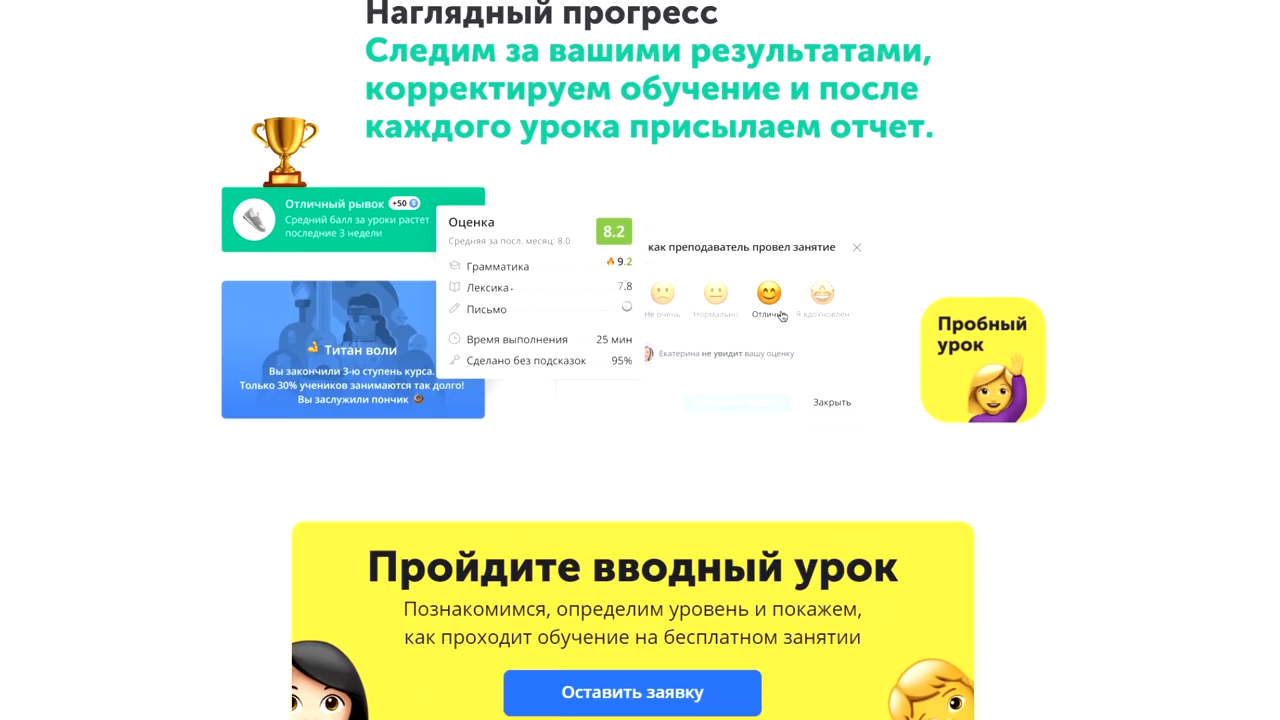 Наглядный прогресс
Следим за вашими результатами,
корректируем обучение и после
каждого урока присылаем отчет.
Отличный рывок +50
Средний балл за уроки растет
последние 3 недели
Титан воли
Вы закончили 3-ю ступень курса.
Только 30% учеников занимаются так долго!
Вы заслужили пончик
Оценка
8.2
Средняя за посл. месяц: 8.0
Грамматика 9.2
Лексика 7.8
Письмо
Время выполнения 25 мин
Сделано без подсказок 95%
как преподаватель провел занятие
Не очень Нормально Отлично Я вдохновлен
Екатерина не увидит вашу оценку
Закрыть
Пробный
урок
Пройдите вводный урок
Познакомимся, определим уровень и покажем,
как проходит обучение на бесплатном занятии
Оставить заявку